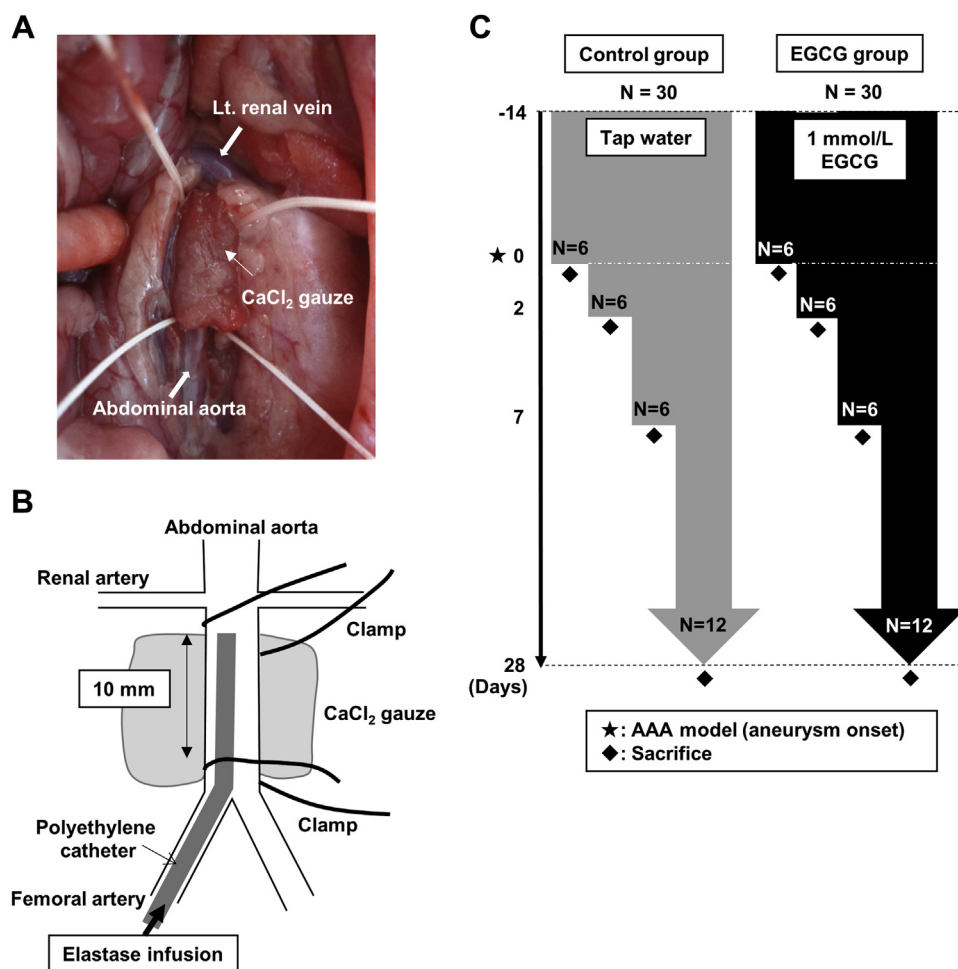 A
Lt. renal vein
CaCl₂ gauze
Abdominal aorta
B
Abdominal aorta
Renal artery
Clamp
10 mm
CaCl₂ gauze
Clamp
Polyethylene
catheter
Femoral artery
Elastase infusion
C
Control group
EGCG group
N = 30
N = 30
-14
Tap water
1 mmol/L
EGCG
★ 0
N=6
N=6
2
N=6
N=6
7
N=6
N=6
N=12
N=12
28
(Days)
★: AAA model (aneurysm onset)
◆: Sacrifice